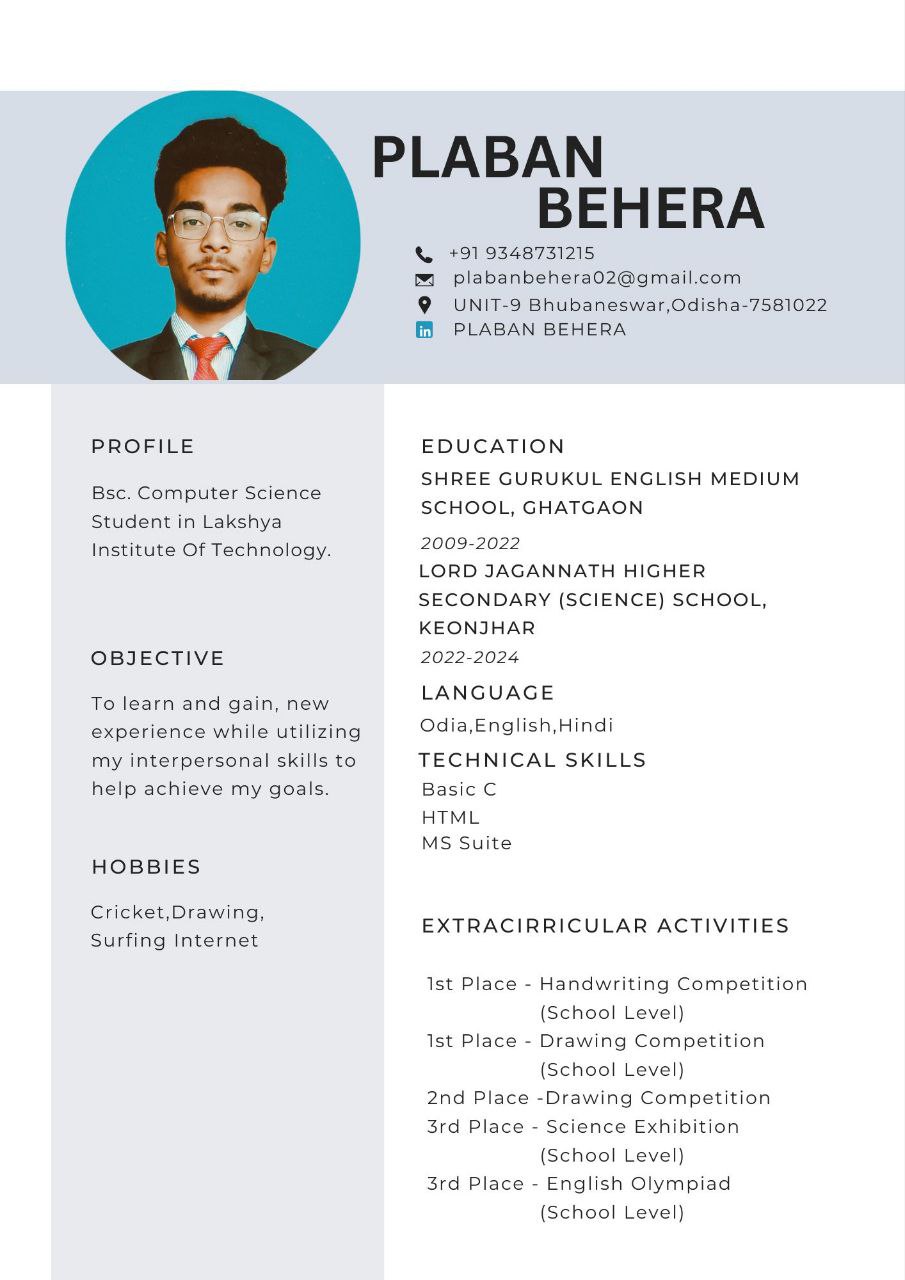 PLABAN
BEHERA
+91 9348731215
plabanbehera02@gmail.com
UNIT-9 Bhubaneswar,Odisha-7581022
in PLABAN BEHERA
PROFILE
Bsc. Computer Science
Student in Lakshya
Institute Of Technology.
OBJECTIVE
To learn and gain, new
experience while utilizing
my interpersonal skills to
help achieve my goals.
HOBBIES
Cricket,Drawing,
Surfing Internet
EDUCATION
SHREE GURUKUL ENGLISH MEDIUM
SCHOOL, GHATGAON
2009-2022
LORD JAGANNATH HIGHER
SECONDARY (SCIENCE) SCHOOL,
KEONJHAR
2022-2024
LANGUAGE
Odia,English,Hindi
TECHNICAL SKILLS
Basic C
HTML
MS Suite
EXTRACIRRICULAR ACTIVITIES
1st Place - Handwriting Competition
(School Level)
1st Place - Drawing Competition
(School Level)
2nd Place -Drawing Competition
3rd Place - Science Exhibition
(School Level)
3rd Place - English Olympiad
(School Level)